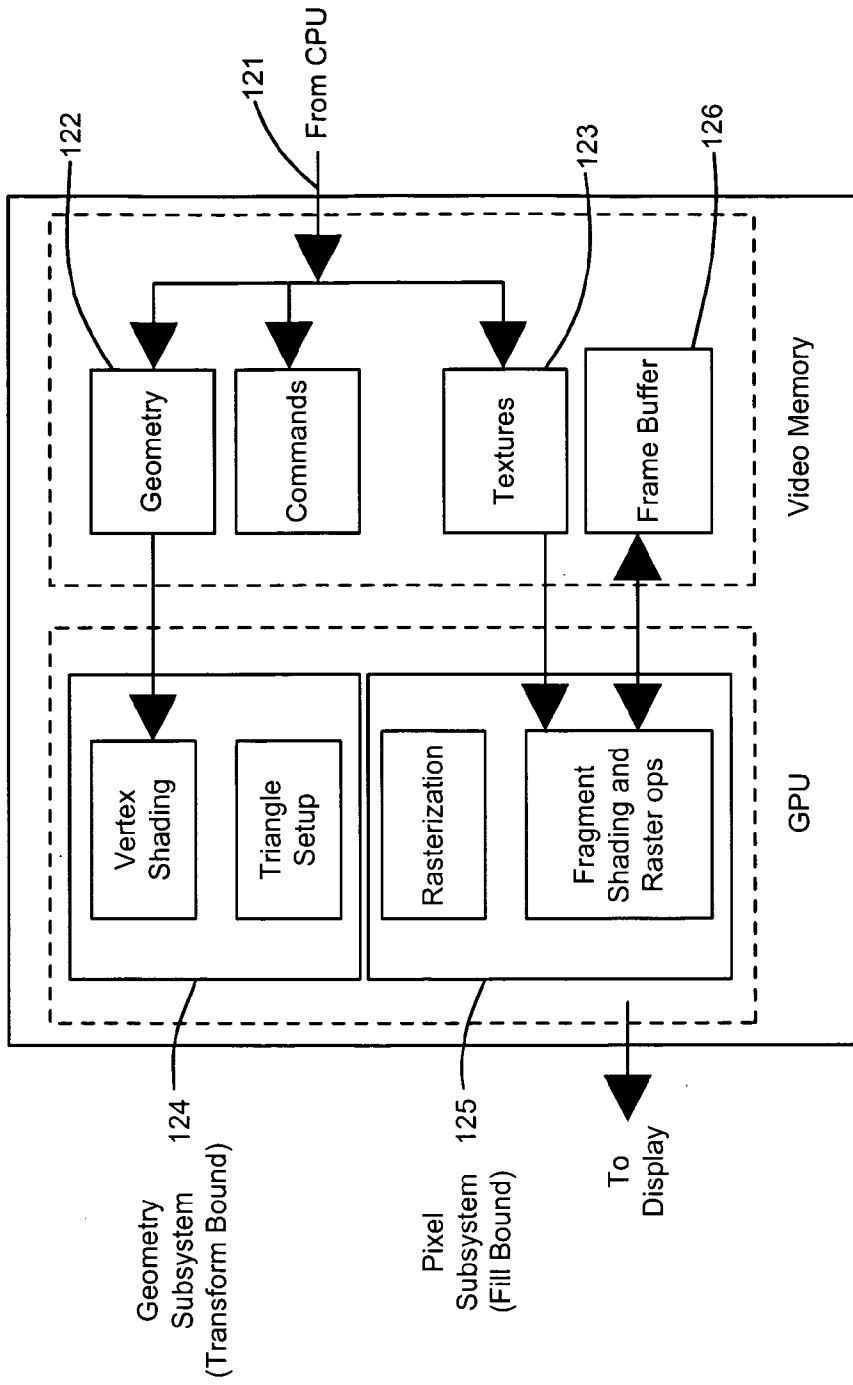 From CPU
121
122
Geometry
Commands
Textures
123
Frame Buffer
126
Video Memory
Vertex
Shading
Triangle
Setup
Rasterization
Fragment
Shading and
Raster ops
GPU
124
Geometry
Subsystem
(Transform Bound)
125
Pixel
Subsystem
(Fill Bound)
To
Display